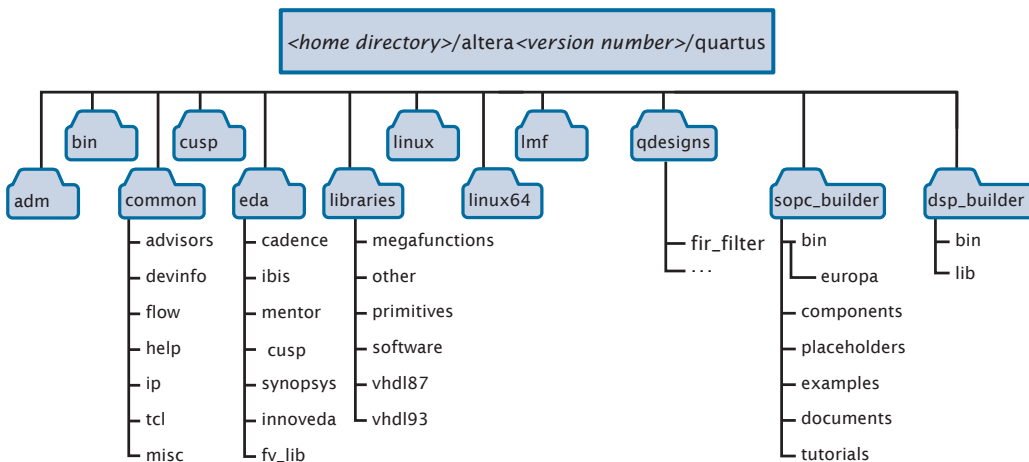 <home directory>/altera<version number>/quartus
bin
cusp
linux
lmf
qdesigns
adm
common
eda
libraries
linux64
sopc_builder
dsp_builder
advisors
cadence
megafunctions
fir_filter
bin
bin
devinfo
ibis
other
...
europa
lib
flow
mentor
primitives
components
help
cusp
software
placeholders
ip
synopsys
vhdl87
examples
tcl
innoveda
vhdl93
documents
misc
fv_lib
tutorials